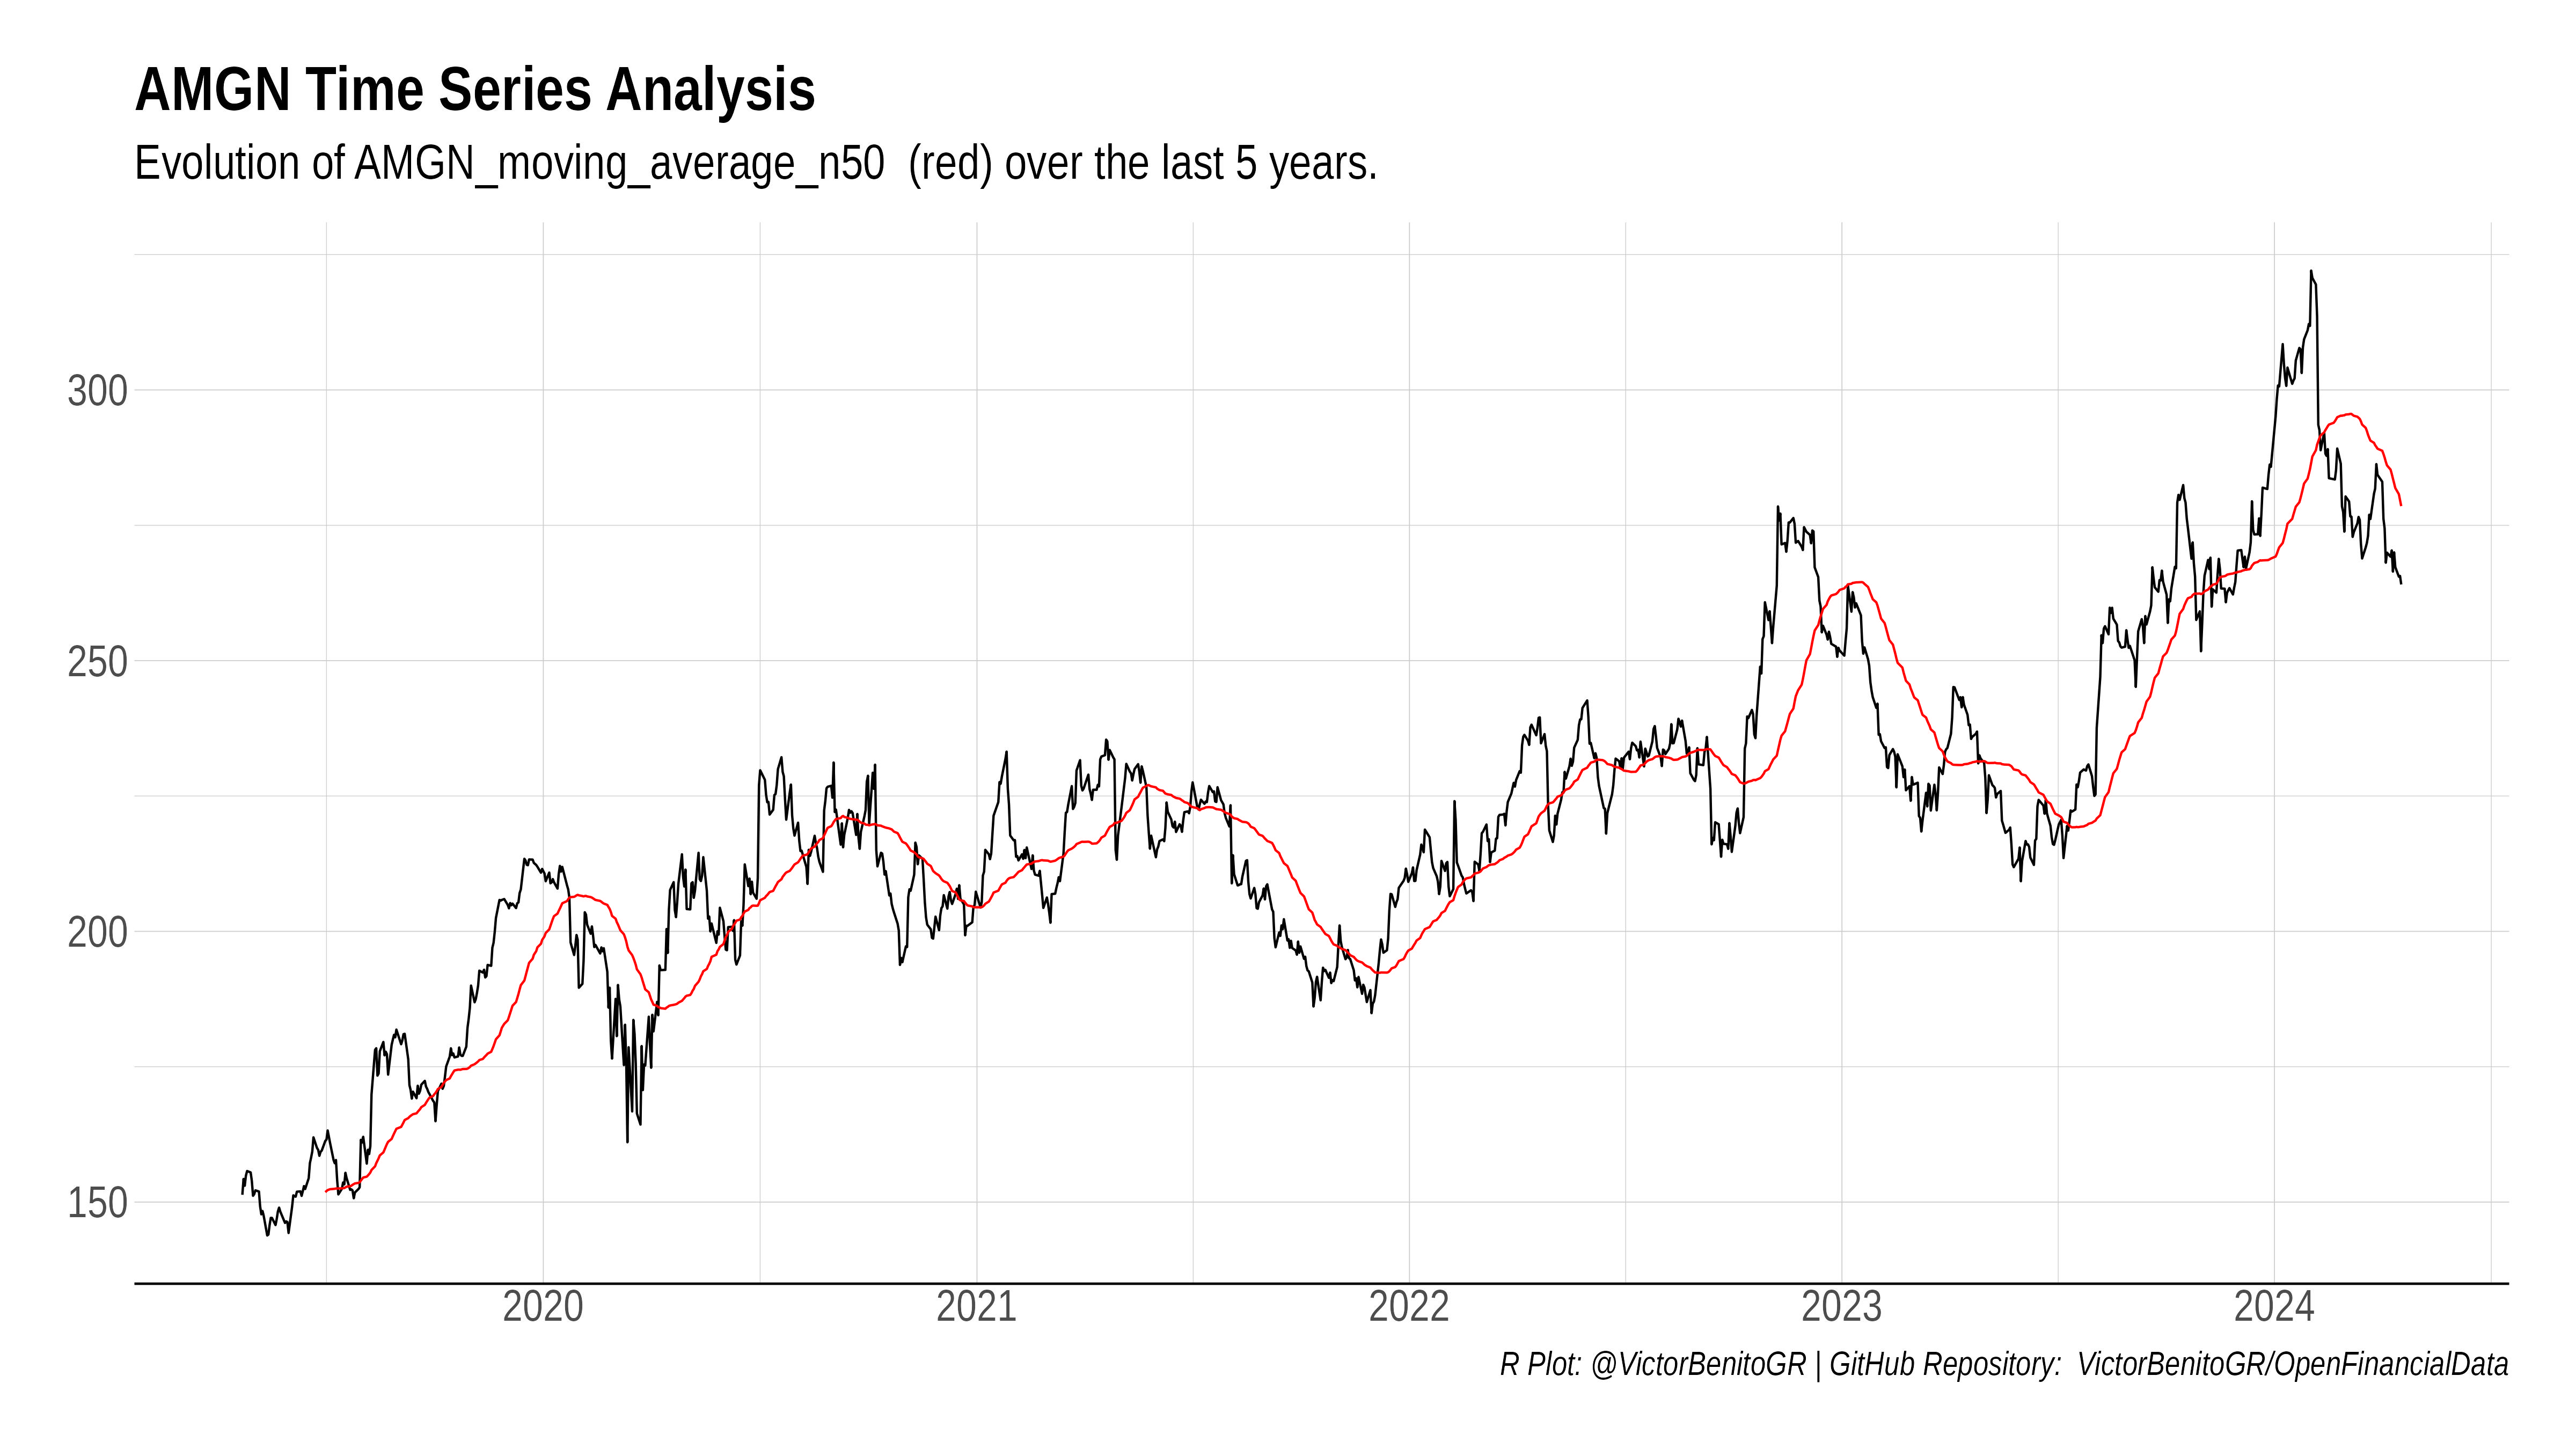 AMGN Time Series Analysis
Evolution of AMGN_moving_average_n50  (red) over the last 5 years.
300
250
200
150
2020 2021 2022 2023 2024
R Plot: @VictorBenitoGR | GitHub Repository:  VictorBenitoGR/OpenFinancialData